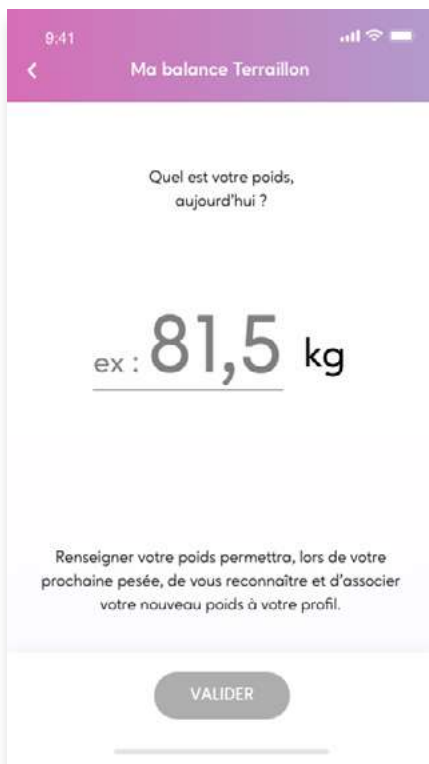 9:41
Ma balance Terraillon
Quel est votre poids,
aujourd'hui ?
ex : 81,5 kg
Renseigner votre poids permettra, lors de votre
prochaine pesée, de vous reconnaître et d'associer
votre nouveau poids à votre profil.
VALIDER